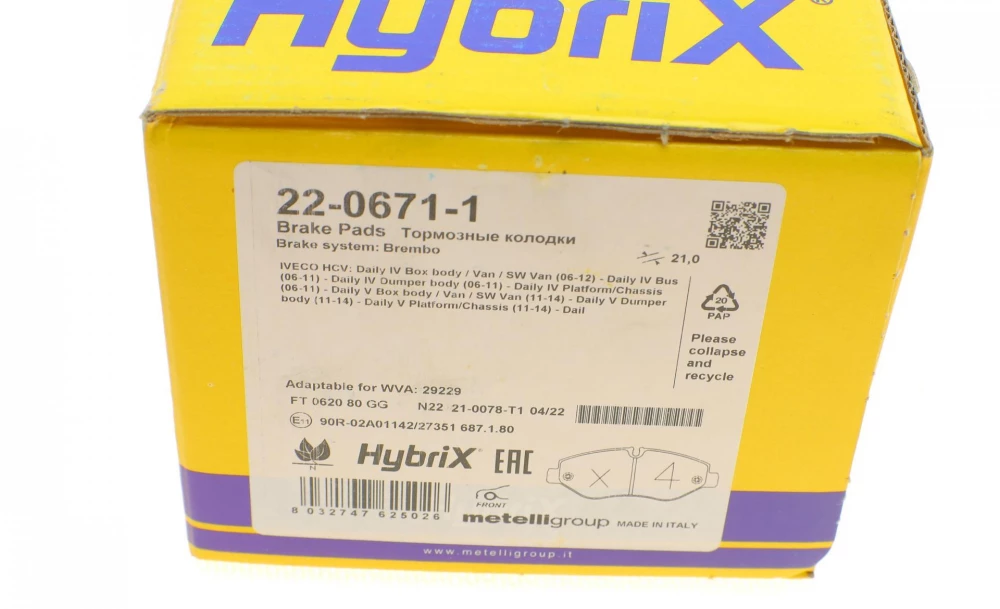 HybriX®
22-0671-1
Brake Pads Тормозные колодки
Brake system: Brembo
21,0
IVECO HCV: Daily IV Box body / Van / SW Van (06-12) - Daily IV Bus
(06-11) - Daily IV Dumper body (06-11) - Daily IV Platform/Chassis
(06-11) - Daily V Box body / Van / SW Van (11-14) - Daily V Dumper
body (11-14) - Daily V Platform/Chassis (11-14) - Dail
20
PAP
Please
collapse
and
recycle
Adaptable for WVA: 29229
FT 0620 80 GG N22 21-0078-T1 04/22
E11 90R-02A01142/27351 687.1.80
N
HybriX® EAC
X 4
8 032747 625026
FRONT
metelligroup MADE IN ITALY
www.metelligroup.it